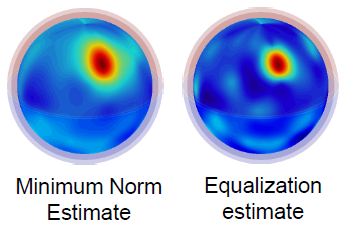 Minimum Norm
Estimate
Equalization
estimate